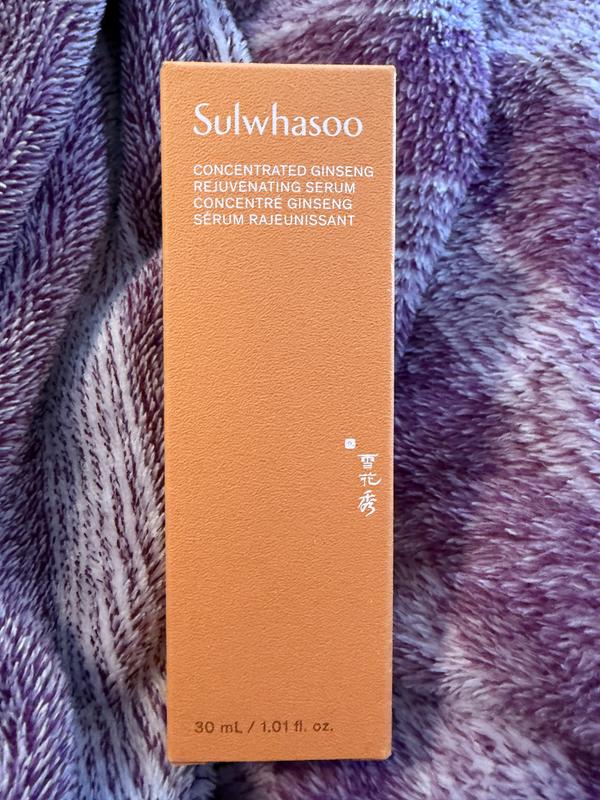 Sulwhasoo
CONCENTRATED GINSENG
REJUVENATING SERUM
CONCENTRÉ GINSENG
SÉRUM RAJEUNISSANT
雪花秀
30 mL / 1.01 fl. oz.